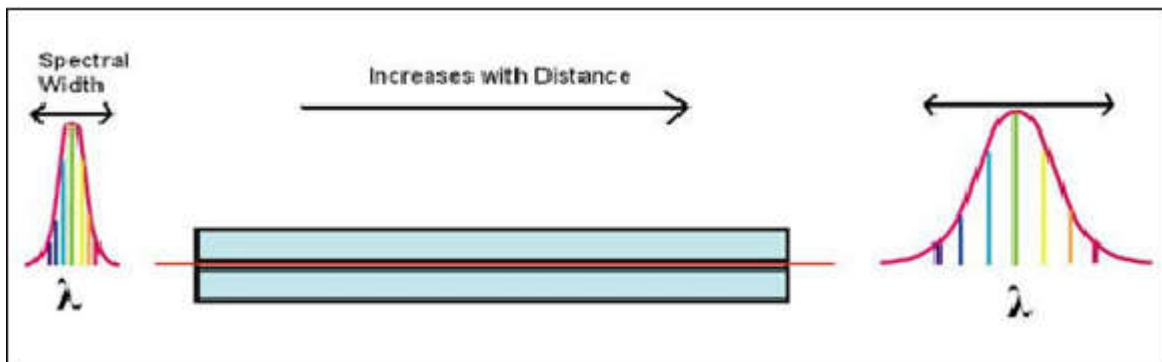 Spectral
Width
Increases with Distance
λ
λ